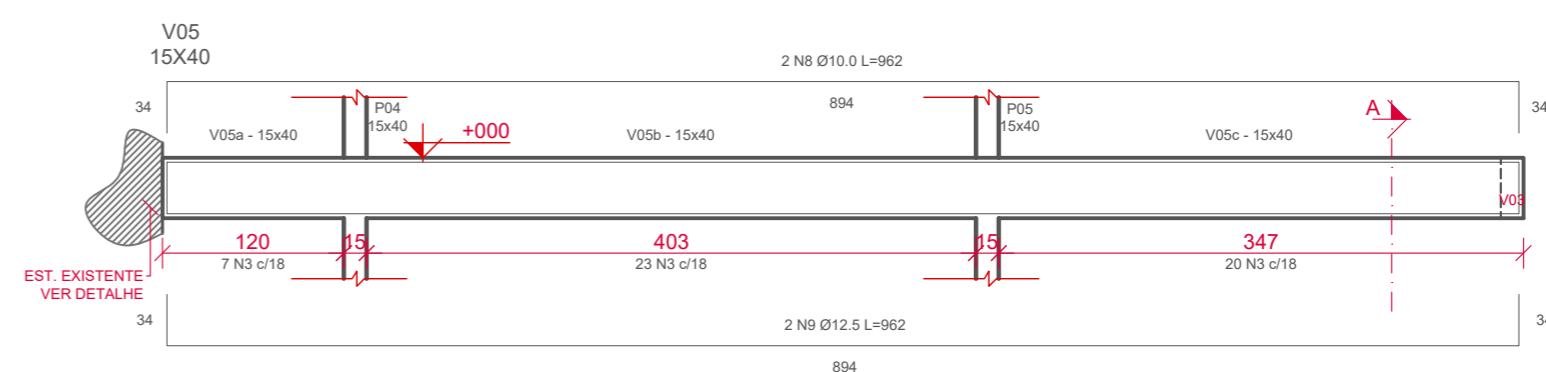 V05
15X40
2 N8 Ø10.0 L=962
34
894
34
P04
15x40
P05
15x40
A
V05a - 15x40
+000
V05b - 15x40
V05c - 15x40
V03
120
15
403
15
347
7 N3 c/18
23 N3 c/18
20 N3 c/18
EST. EXISTENTE
VER DETALHE
34
2 N9 Ø12.5 L=962
894